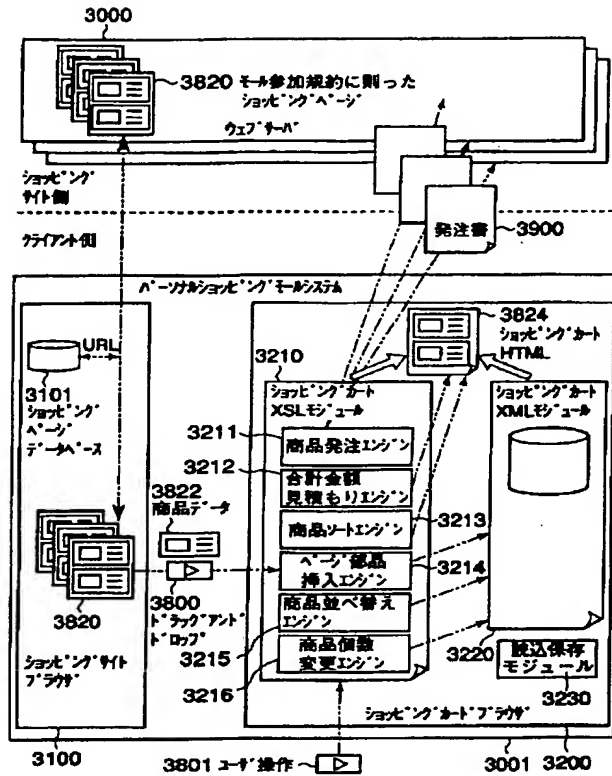 3000
3820 モール参加規約に則った
ショッピングページ
ウェブサーバ
ショッピング
サイト側
クライアント側
発注書
3900
パーソナルショッピングモールシステム
URL
3101
ショッピング
ページ
データベース
3822
商品データ
3820
3800
ドラッグアンド
ドロップ
ショッピングサイト
ブラウザ
3100
3824
ショッピングカート
HTML
3210
ショッピングカート
XSLモジュール
3211
商品発注エンジン
3212
合計金額
見積もりエンジン
商品ソートエンジン
3213
ページ部品
挿入エンジン
3214
商品並べ替え
エンジン
3215
商品個数
変更エンジン
3216
ショッピングカート
XMLモジュール
3220
読込保存
モジュール
3230
ショッピングカードブラウザ
3801 ユーザ操作
3001
3200